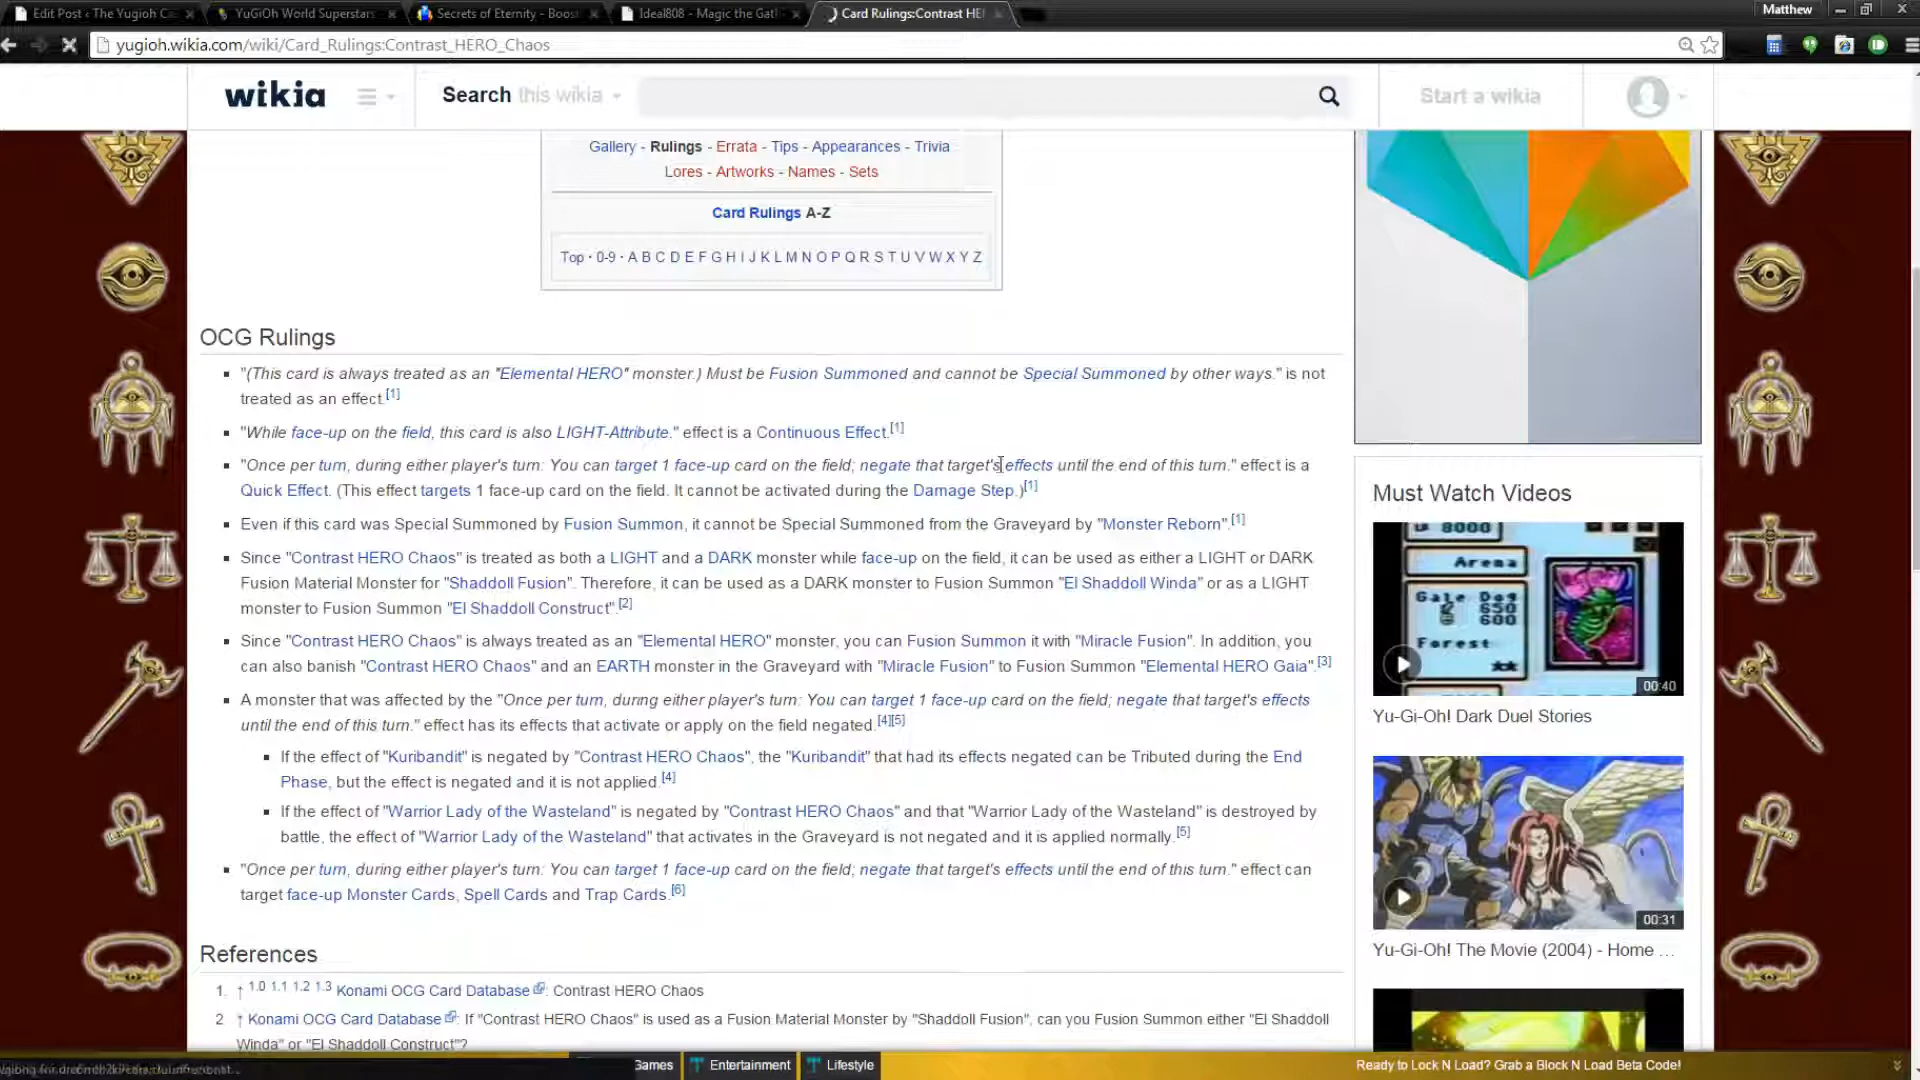 Edit Post ‹ The Yugioh C
YuGiOh World Superstars
Secrets of Eternity - Boost
Ideal808 - Magic the Gat
Card Rulings:Contrast HE
Matthew
yugioh.wikia.com/wiki/Card_Rulings:Contrast_HERO_Chaos
wikia
Search this wikia
Start a wikia
Gallery - Rulings - Errata - Tips - Appearances - Trivia
Lores - Artworks - Names - Sets
Card Rulings A-Z
Top · 0-9 · A B C D E F G H I J K L M N O P Q R S T U V W X Y Z
OCG Rulings
"(This card is always treated as an "Elemental HERO" monster.) Must be Fusion Summoned and cannot be Special Summoned by other ways." is not
treated as an effect.[1]
"While face-up on the field, this card is also LIGHT-Attribute." effect is a Continuous Effect.[1]
"Once per turn, during either player's turn: You can target 1 face-up card on the field; negate that target's effects until the end of this turn." effect is a
Quick Effect. (This effect targets 1 face-up card on the field. It cannot be activated during the Damage Step.)[1]
Even if this card was Special Summoned by Fusion Summon, it cannot be Special Summoned from the Graveyard by "Monster Reborn".[1]
Since "Contrast HERO Chaos" is treated as both a LIGHT and a DARK monster while face-up on the field, it can be used as either a LIGHT or DARK
Fusion Material Monster for "Shaddoll Fusion". Therefore, it can be used as a DARK monster to Fusion Summon "El Shaddoll Winda" or as a LIGHT
monster to Fusion Summon "El Shaddoll Construct".[2]
Since "Contrast HERO Chaos" is always treated as an "Elemental HERO" monster, you can Fusion Summon it with "Miracle Fusion". In addition, you
can also banish "Contrast HERO Chaos" and an EARTH monster in the Graveyard with "Miracle Fusion" to Fusion Summon "Elemental HERO Gaia".[3]
A monster that was affected by the "Once per turn, during either player's turn: You can target 1 face-up card on the field; negate that target's effects
until the end of this turn." effect has its effects that activate or apply on the field negated.[4][5]
If the effect of "Kuribandit" is negated by "Contrast HERO Chaos", the "Kuribandit" that had its effects negated can be Tributed during the End
Phase, but the effect is negated and it is not applied.[4]
If the effect of "Warrior Lady of the Wasteland" is negated by "Contrast HERO Chaos" and that "Warrior Lady of the Wasteland" is destroyed by
battle, the effect of "Warrior Lady of the Wasteland" that activates in the Graveyard is not negated and it is applied normally.[5]
"Once per turn, during either player's turn: You can target 1 face-up card on the field; negate that target's effects until the end of this turn." effect can
target face-up Monster Cards, Spell Cards and Trap Cards.[6]
References
1. ↑ 1.0 1.1 1.2 1.3 Konami OCG Card Database : Contrast HERO Chaos
2 ↑ Konami OCG Card Database : If "Contrast HERO Chaos" is used as a Fusion Material Monster by "Shaddoll Fusion", can you Fusion Summon either "El Shaddoll
Winda" or "El Shaddoll Construct"?
Must Watch Videos
8000
Arena
Gale Dog
650
600
Forest
00:40
Yu-Gi-Oh! Dark Duel Stories
00:31
Yu-Gi-Oh! The Movie (2004) - Home ...
Games
Entertainment
Lifestyle
Ready to Lock N Load? Grab a Block N Load Beta Code!